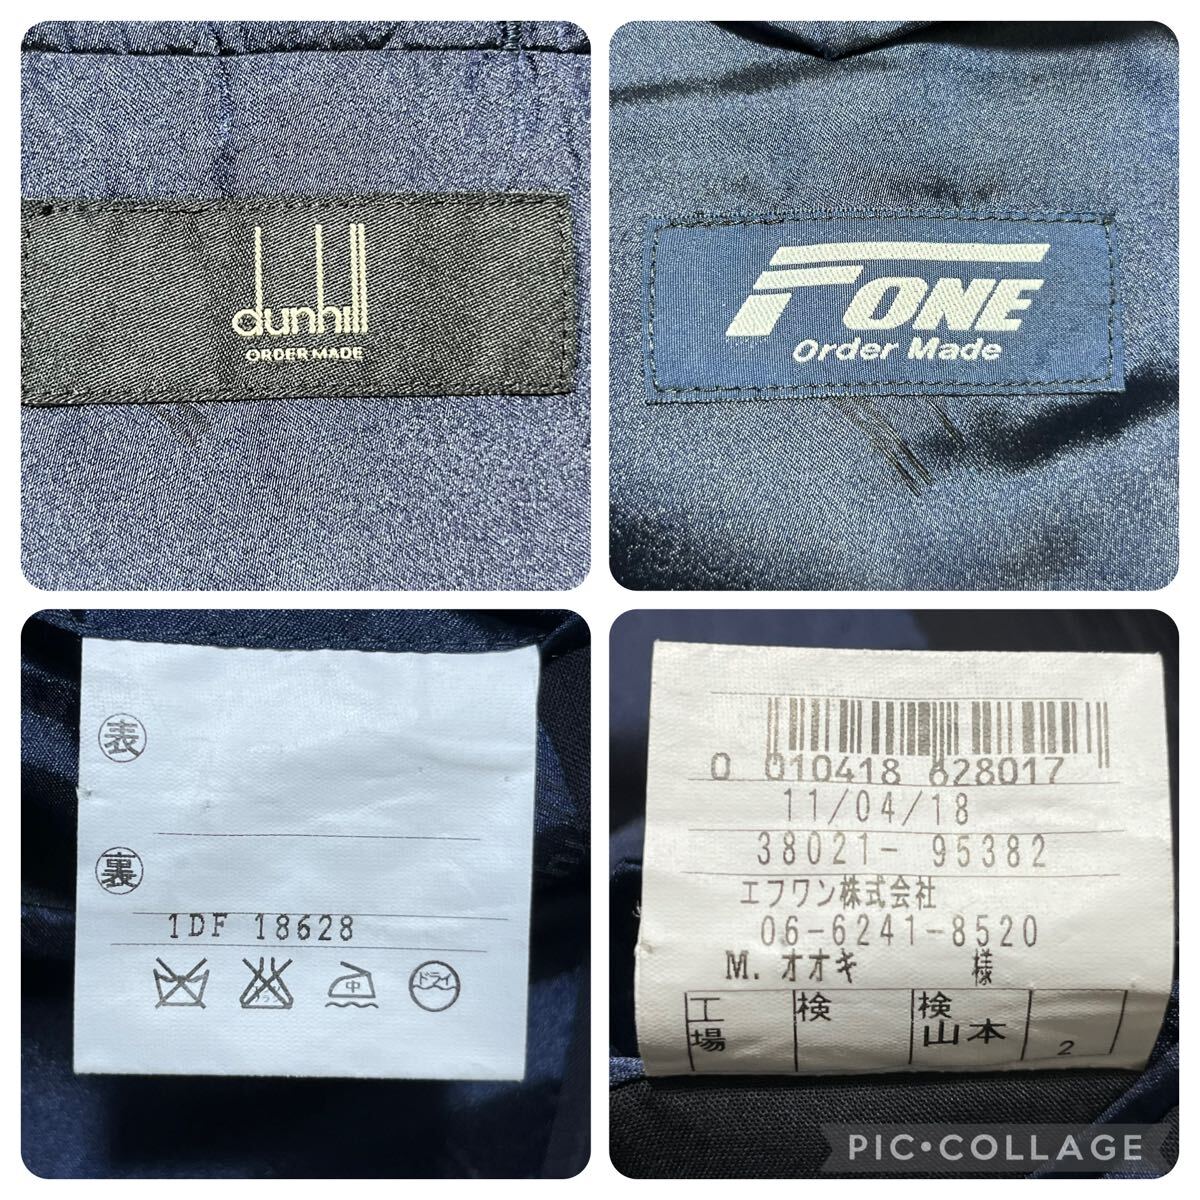 dunhill
ORDER MADE
F ONE
Order Made
表
裏
1DF 18628
中
ドライ
0 010418 628017
11/04/18
38021- 95382
エフワン株式会社
06-6241-8520
M. オオキ 様
工場 検 検 山本 2
PIC•COLLAGE